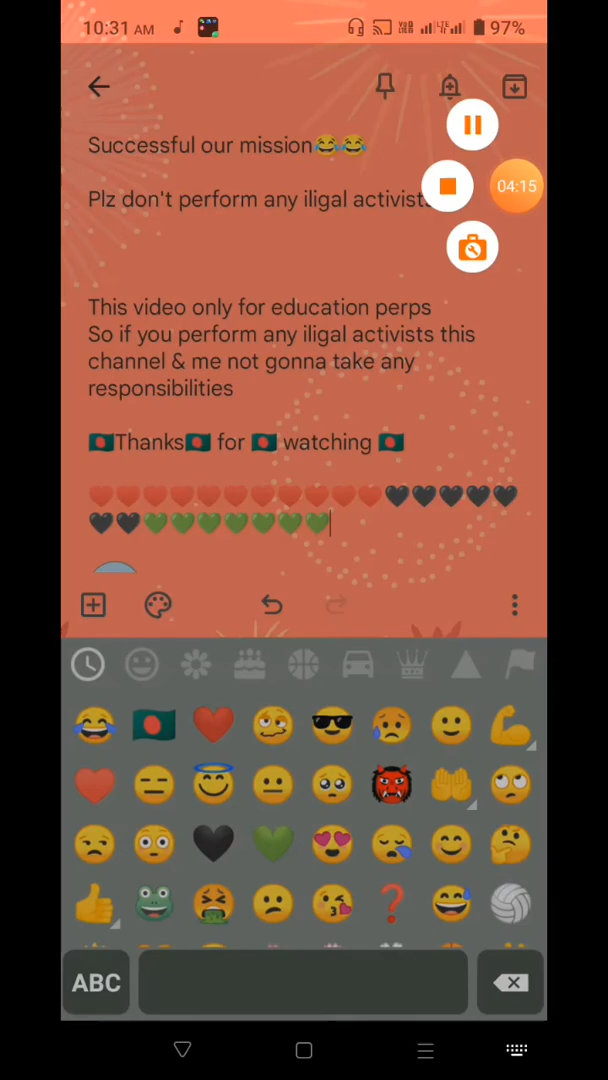 10:31 AM 97%
Successful our mission😂😂
Plz don't perform any iligal activist
04:15
This video only for education perps
So if you perform any iligal activists this
channel & me not gonna take any
responsibilities
🇧🇩Thanks🇧🇩 for 🇧🇩 watching 🇧🇩
♥️♥️♥️♥️♥️♥️♥️♥️♥️♥️♥️🖤🖤🖤🖤🖤
🖤🖤💚💚💚💚💚💚💚
ABC